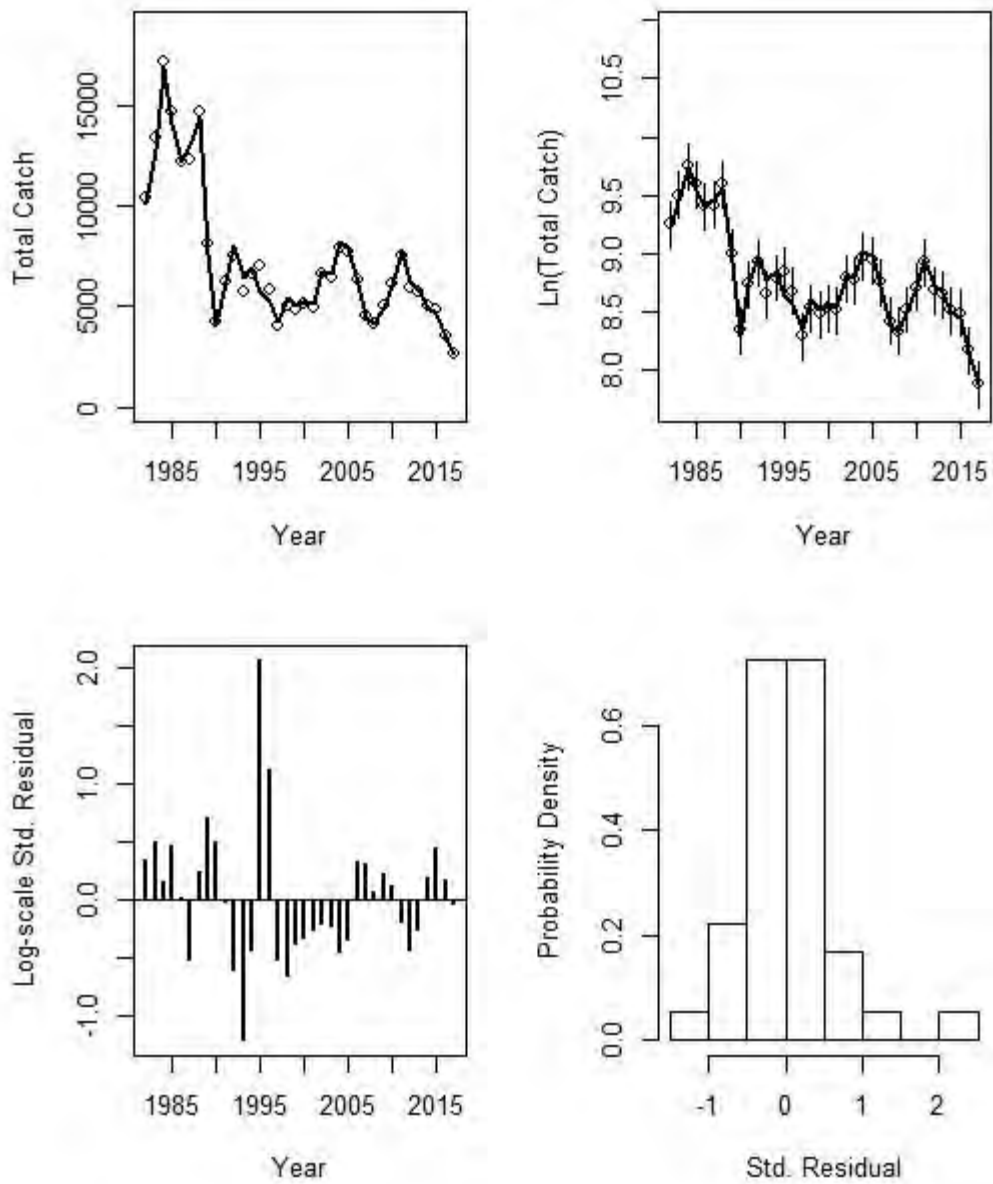 Total Catch
15000
10000
5000
0
1985 1995 2005 2015
Year
Ln(Total Catch)
10.5
9.5
9.0
8.5
8.0
1985 1995 2005 2015
Year
Log-scale Std. Residual
2.0
1.0
0.0
-1.0
1985 1995 2005 2015
Year
Probability Density
0.6
0.4
0.2
0.0
-1 0 1 2
Std. Residual